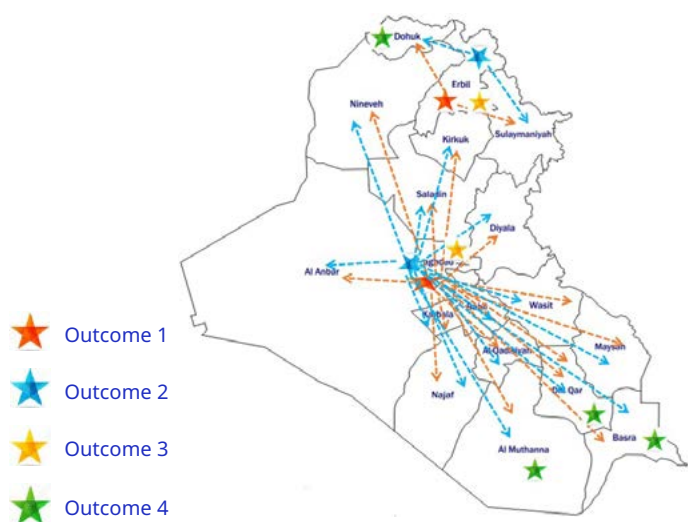 Dohuk
Erbil
Nineveh
Sulaymaniyah
Kirkuk
Saladin
Diyala
Al Anbar
Wasit
Karbala
Maysan
Al-Qadisiyah
Najaf
Qar
Basra
Al Muthanna
Outcome 1
Outcome 2
Outcome 3
Outcome 4